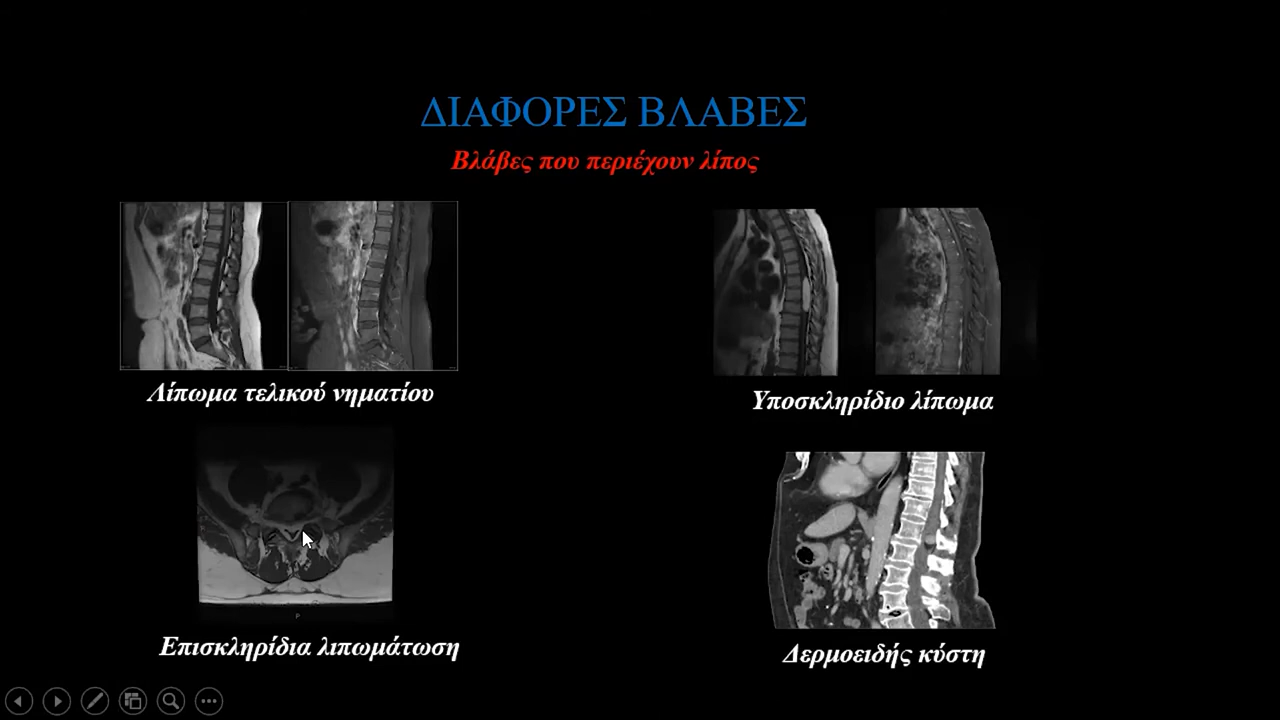 ΔΙΑΦΟΡΕΣ ΒΛΑΒΕΣ
Βλάβες που περιέχουν λίπος
Λίπωμα τελικού νηματίου
Υποσκληρίδιο λίπωμα
P
Επισκληρίδια λιπωμάτωση
Δερμοειδής κύστη